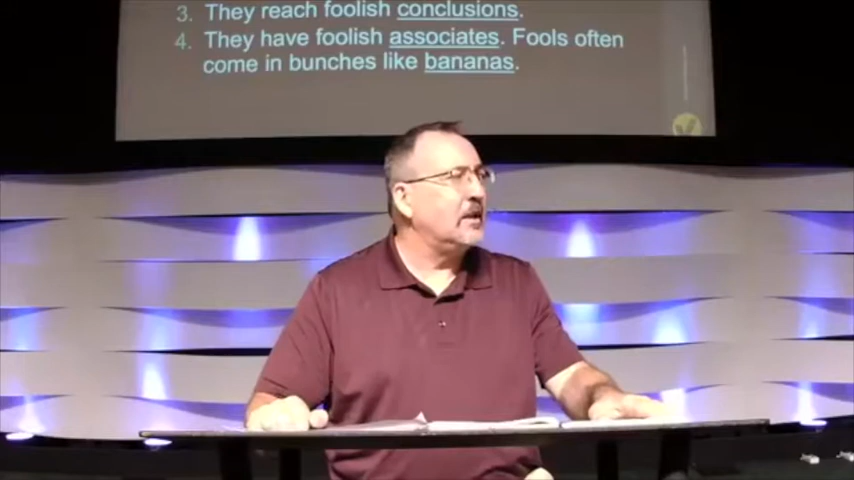 3. They reach foolish conclusions.
4. They have foolish associates. Fools often
come in bunches like bananas.